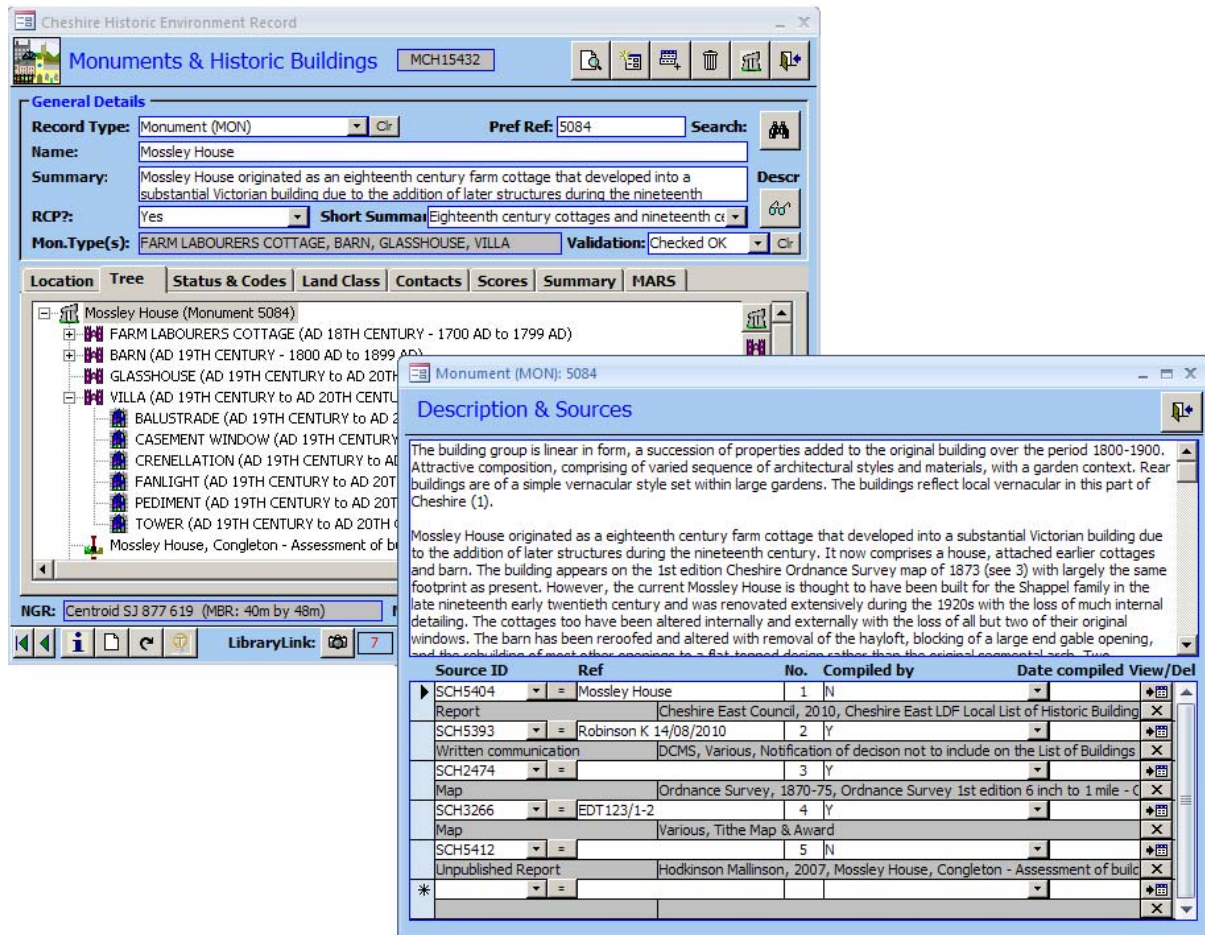 Cheshire Historic Environment Record
Monuments & Historic Buildings MCH15432
General Details
Record Type: Monument (MON) Clr Pref Ref: 5084 Search:
Name: Mossley House
Summary: Mossley House originated as an eighteenth century farm cottage that developed into a Descr
substantial Victorian building due to the addition of later structures during the nineteenth
RCP?: Yes Short Summar Eighteenth century cottages and nineteenth ce
Mon.Type(s): FARM LABOURERS COTTAGE, BARN, GLASSHOUSE, VILLA Validation: Checked OK Clr
Location Tree Status & Codes Land Class Contacts Scores Summary MARS
Mossley House (Monument 5084)
FARM LABOURERS COTTAGE (AD 18TH CENTURY - 1700 AD to 1799 AD)
BARN (AD 19TH CENTURY - 1800 AD to 1899 AD)
GLASSHOUSE (AD 19TH CENTURY to AD 20TH
VILLA (AD 19TH CENTURY to AD 20TH CENTU
BALUSTRADE (AD 19TH CENTURY to AD 2
CASEMENT WINDOW (AD 19TH CENTURY
CRENELLATION (AD 19TH CENTURY to AD
FANLIGHT (AD 19TH CENTURY to AD 20T
PEDIMENT (AD 19TH CENTURY to AD 20T
TOWER (AD 19TH CENTURY to AD 20TH C
Mossley House, Congleton - Assessment of b
NGR: Centroid SJ 877 619 (MBR: 40m by 48m)
LibraryLink: 7
Monument (MON): 5084
Description & Sources
The building group is linear in form, a succession of properties added to the original building over the period 1800-1900.
Attractive composition, comprising of varied sequence of architectural styles and materials, with a garden context. Rear
buildings are of a simple vernacular style set within large gardens. The buildings reflect local vernacular in this part of
Cheshire (1).
Mossley House originated as a eighteenth century farm cottage that developed into a substantial Victorian building due
to the addition of later structures during the nineteenth century. It now comprises a house, attached earlier cottages
and barn. The building appears on the 1st edition Cheshire Ordnance Survey map of 1873 (see 3) with largely the same
footprint as present. However, the current Mossley House is thought to have been built for the Shappel family in the
late nineteenth early twentieth century and was renovated extensively during the 1920s with the loss of much internal
detailing. The cottages too have been altered internally and externally with the loss of all but two of their original
windows. The barn has been reroofed and altered with removal of the hayloft, blocking of a large end gable opening,
and the rebuilding of most other openings to a flat-topped design rather than the original segmental arch. Two
Source ID Ref No. Compiled by Date compiled View/Del
SCH5404 = Mossley House 1 N
Report Cheshire East Council, 2010, Cheshire East LDF Local List of Historic Building X
SCH5393 = Robinson K 14/08/2010 2 Y
Written communication DCMS, Various, Notification of decison not to include on the List of Buildings X
SCH2474 = 3 Y
Map Ordnance Survey, 1870-75, Ordnance Survey 1st edition 6 inch to 1 mile - C X
SCH3266 = EDT123/1-2 4 Y
Map Various, Tithe Map & Award X
SCH5412 = 5 N
Unpublished Report Hodkinson Mallinson, 2007, Mossley House, Congleton - Assessment of build X
* =
X